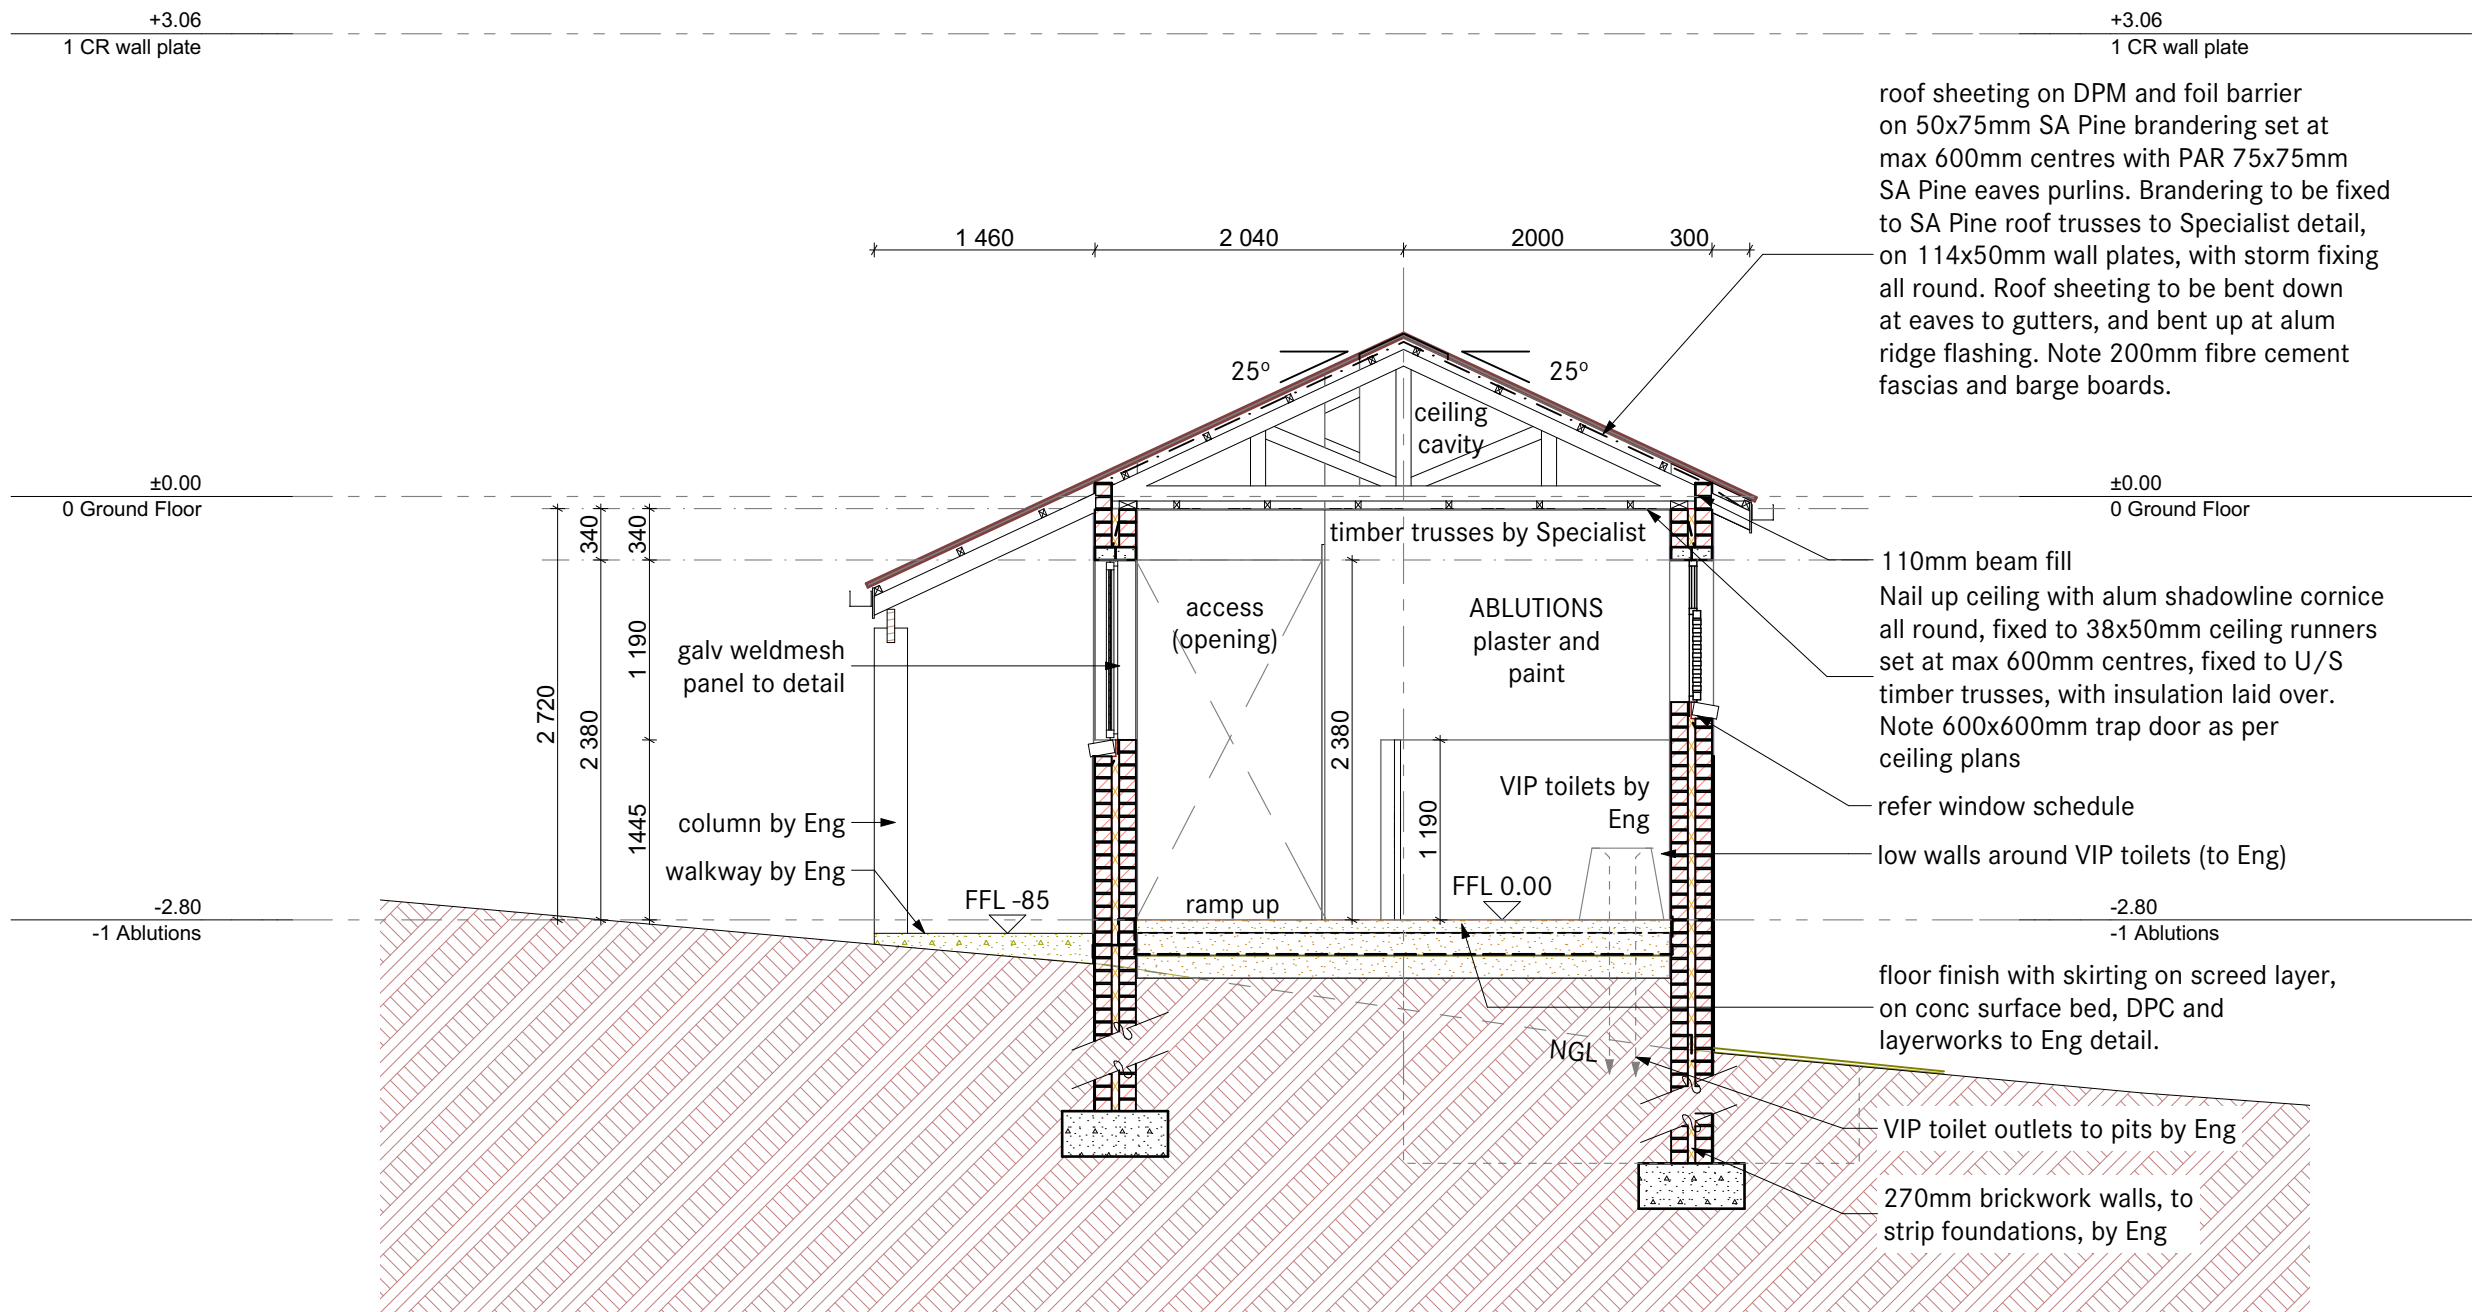 +3.06
1 CR wall plate
+3.06
1 CR wall plate
roof sheeting on DPM and foil barrier
on 50x75mm SA Pine brandering set at
max 600mm centres with PAR 75x75mm
SA Pine eaves purlins. Brandering to be fixed
to SA Pine roof trusses to Specialist detail,
on 114x50mm wall plates, with storm fixing
all round. Roof sheeting to be bent down
at eaves to gutters, and bent up at alum
ridge flashing. Note 200mm fibre cement
fascias and barge boards.
1 460
2 040
2000
300
25º
25º
ceiling
cavity
±0.00
0 Ground Floor
±0.00
0 Ground Floor
340
340
timber trusses by Specialist
110mm beam fill
Nail up ceiling with alum shadowline cornice
all round, fixed to 38x50mm ceiling runners
set at max 600mm centres, fixed to U/S
timber trusses, with insulation laid over.
Note 600x600mm trap door as per
ceiling plans
access
(opening)
ABLUTIONS
plaster and
paint
galv weldmesh
panel to detail
1 190
2 720
2 380
2 380
1445
1 190
VIP toilets by
Eng
refer window schedule
column by Eng
low walls around VIP toilets (to Eng)
walkway by Eng
FFL -85
ramp up
FFL 0.00
-2.80
-1 Ablutions
-2.80
-1 Ablutions
floor finish with skirting on screed layer,
on conc surface bed, DPC and
layerworks to Eng detail.
NGL
VIP toilet outlets to pits by Eng
270mm brickwork walls, to
strip foundations, by Eng